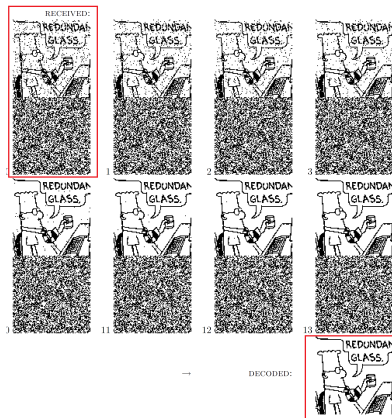 RECEIVED:
REDUNDAN
GLASS.
REDUNDAN
GLASS.
REDUNDAN
GLASS.
REDUNDAN
GLASS.
1
2
3
REDUNDAN
GLASS.
REDUNDAN
GLASS.
REDUNDAN
GLASS.
REDUNDAN
GLASS.
0
11
12
13
→ DECODED:
REDUNDAN
GLASS.